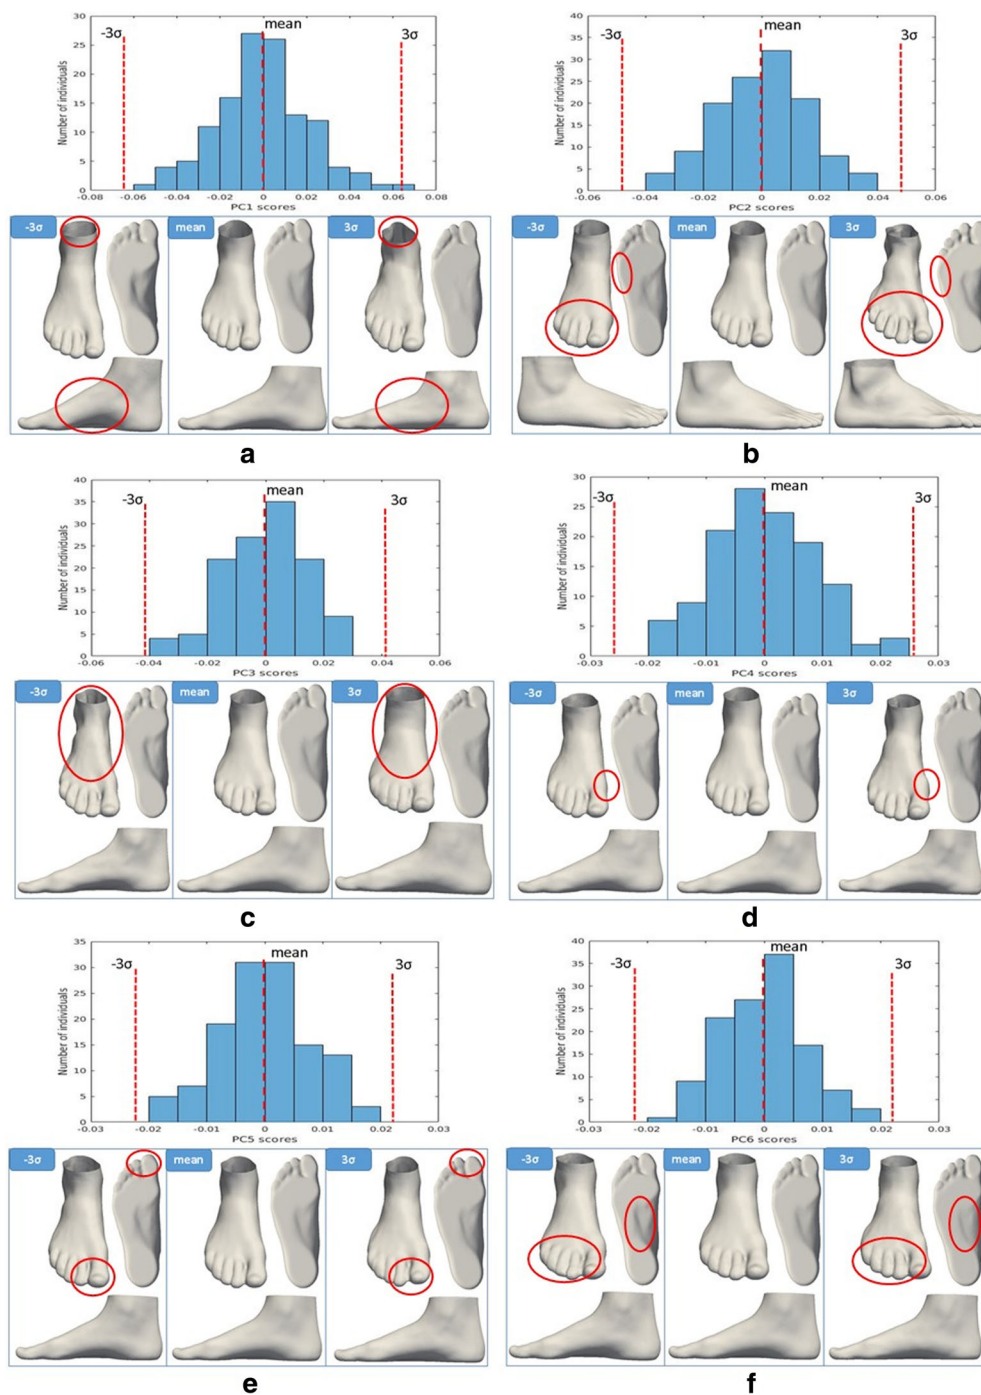 mean
-3σ
3σ
30
25
20
15
10
5
0
Number of individuals
-0.08
-0.06
-0.04
-0.02
0
0.02
0.04
0.06
0.08
PC1 scores
-3σ
mean
3σ
a
mean
-3σ
3σ
40
35
30
25
20
15
10
5
0
Number of individuals
-0.06
-0.04
-0.02
0
0.02
0.04
0.06
PC2 scores
-3σ
mean
3σ
b
mean
-3σ
3σ
40
35
30
25
20
15
10
5
0
Number of individuals
-0.06
-0.04
-0.02
0
0.02
0.04
0.06
PC3 scores
-3σ
mean
3σ
c
mean
-3σ
3σ
30
25
20
15
10
5
0
Number of individuals
-0.03
-0.02
-0.01
0
0.01
0.02
0.03
PC4 scores
-3σ
mean
3σ
d
mean
-3σ
3σ
35
30
25
20
15
10
5
0
Number of individuals
-0.03
-0.02
-0.01
0
0.01
0.02
0.03
PC5 scores
-3σ
mean
3σ
e
mean
-3σ
3σ
40
35
30
25
20
15
10
5
0
Number of individuals
-0.03
-0.02
-0.01
0
0.01
0.02
0.03
PC6 scores
-3σ
mean
3σ
f